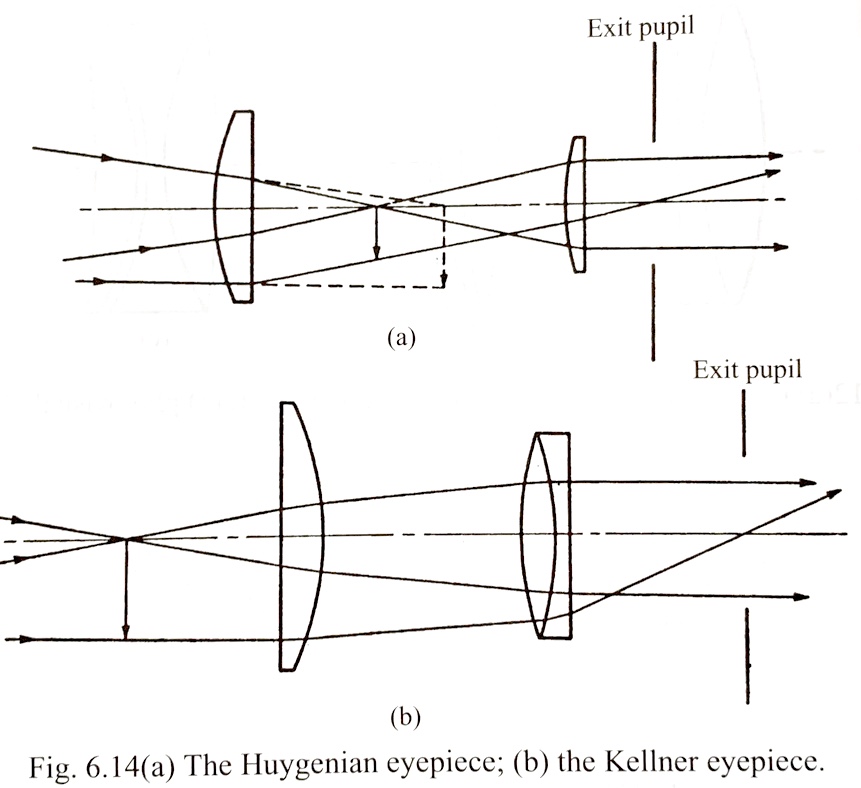 Exit pupil
(a)
Exit pupil
(b)
Fig. 6.14(a) The Huygenian eyepiece; (b) the Kellner eyepiece.